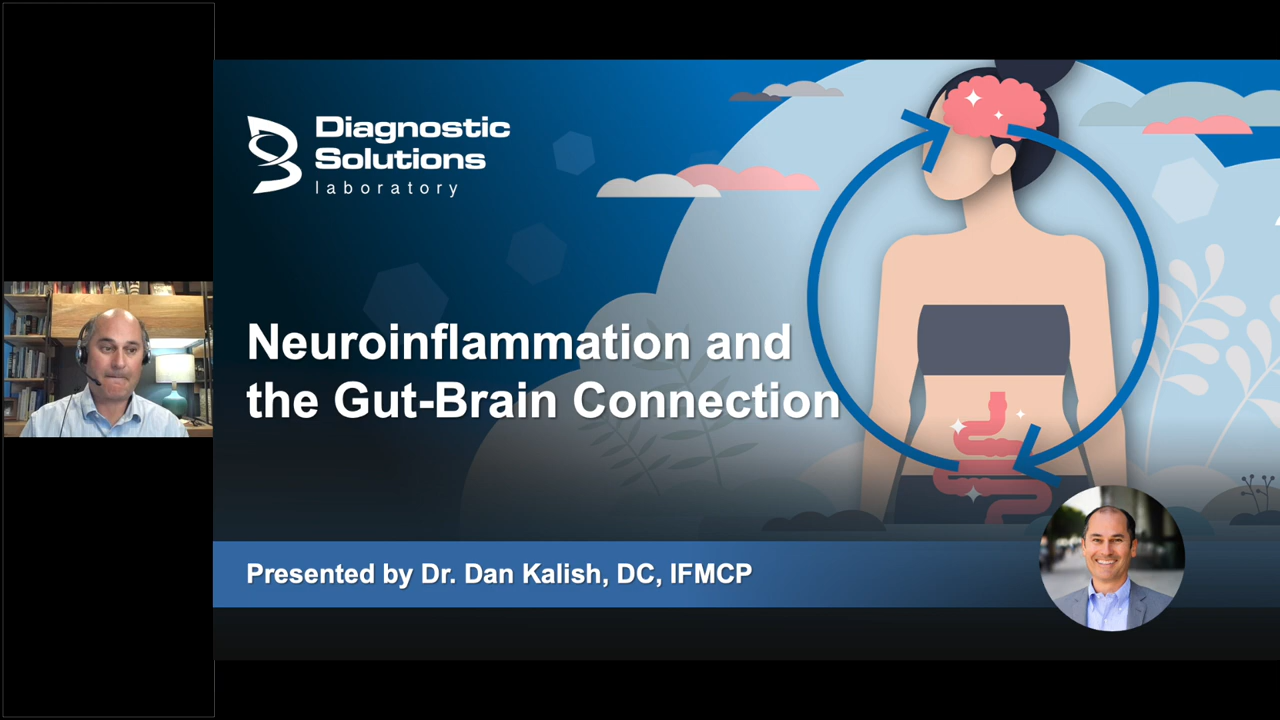 Diagnostic
Solutions
laboratory
Neuroinflammation and
the Gut-Brain Connection
Presented by Dr. Dan Kalish, DC, IFMCP